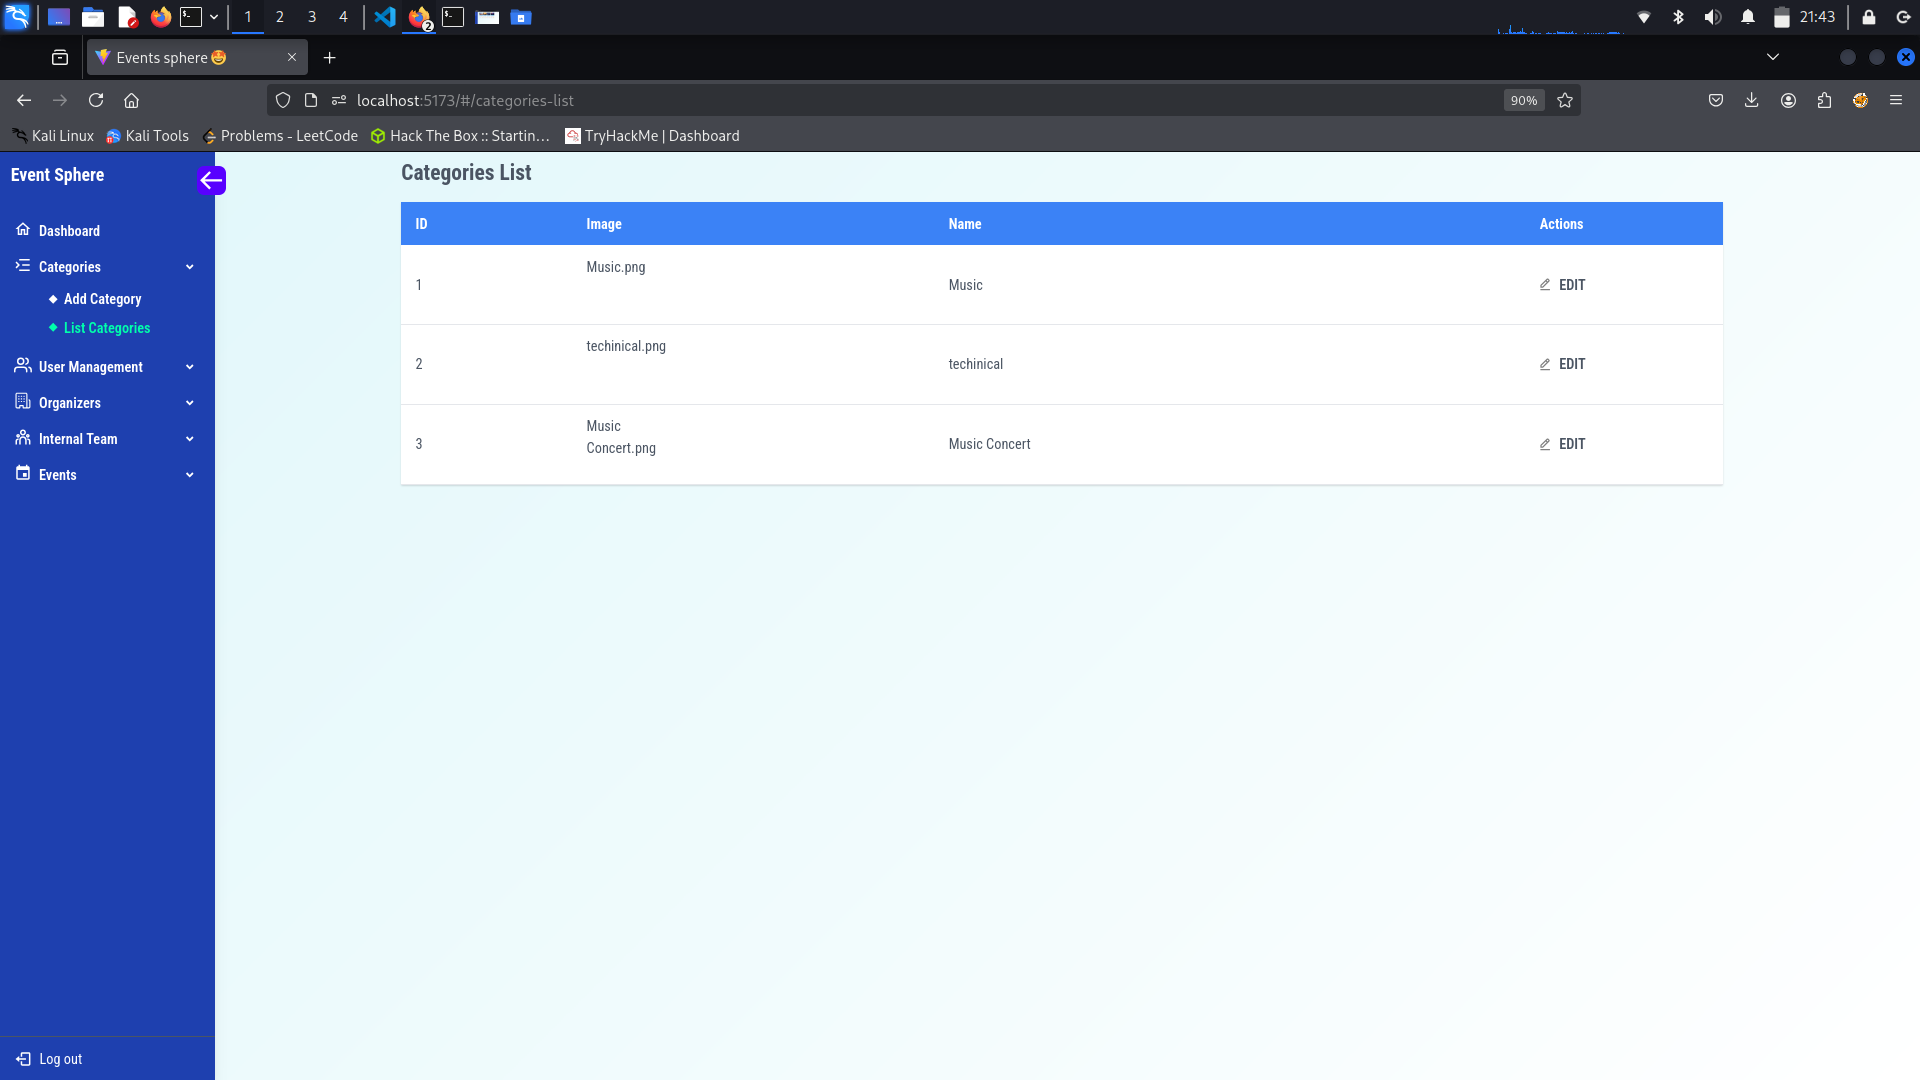 1 2 3 4 2 21:43
Events sphere 🤩
localhost:5173/#/categories-list 90%
Kali Linux Kali Tools Problems - LeetCode Hack The Box :: Startin… TryHackMe | Dashboard
Event Sphere
Dashboard
Categories
Add Category
List Categories
User Management
Organizers
Internal Team
Events
Log out
Categories List
ID Image Name Actions
1 Music.png Music EDIT
2 techinical.png techinical EDIT
3 Music
Concert.png Music Concert EDIT